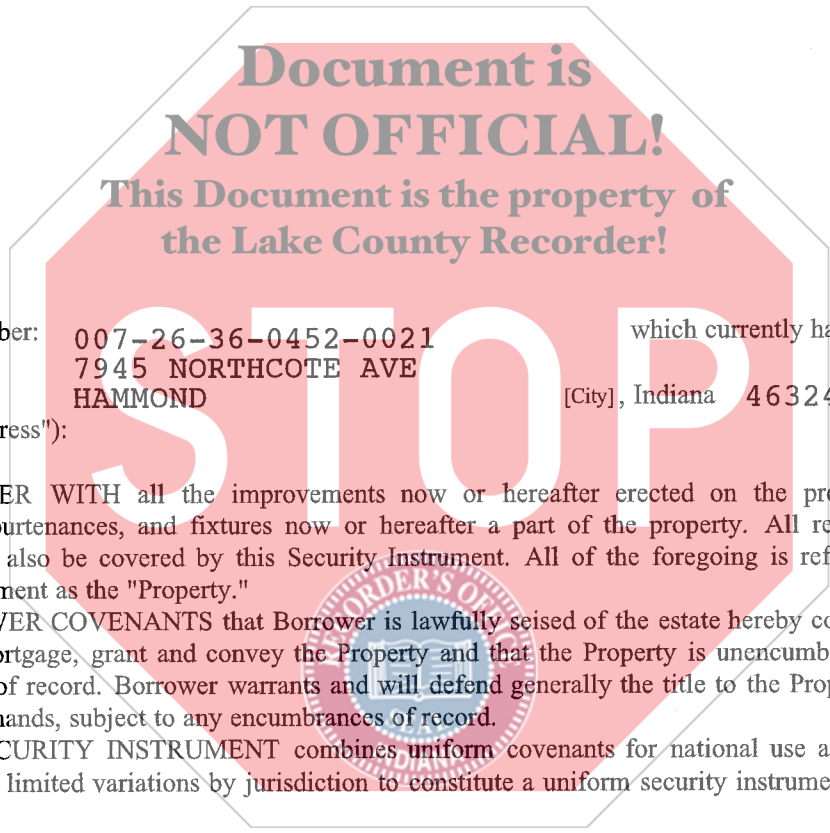 Document is
NOT OFFICIAL!
This Document is the property of
the Lake County Recorder!
STOP
ber: 007-26-36-0452-0021 which currently ha
7945 NORTHCOTE AVE
HAMMOND [City], Indiana 46324
ress"):
ER WITH all the improvements now or hereafter erected on the pr
urtenances, and fixtures now or hereafter a part of the property. All re
also be covered by this Security Instrument. All of the foregoing is ref
ment as the "Property."
VER COVENANTS that Borrower is lawfully seised of the estate hereby co
ortgage, grant and convey the Property and that the Property is unencumb
of record. Borrower warrants and will defend generally the title to the Prop
nands, subject to any encumbrances of record.
CURITY INSTRUMENT combines uniform covenants for national use a
limited variations by jurisdiction to constitute a uniform security instrume
RECORDER'S OFFICE
INDIANA